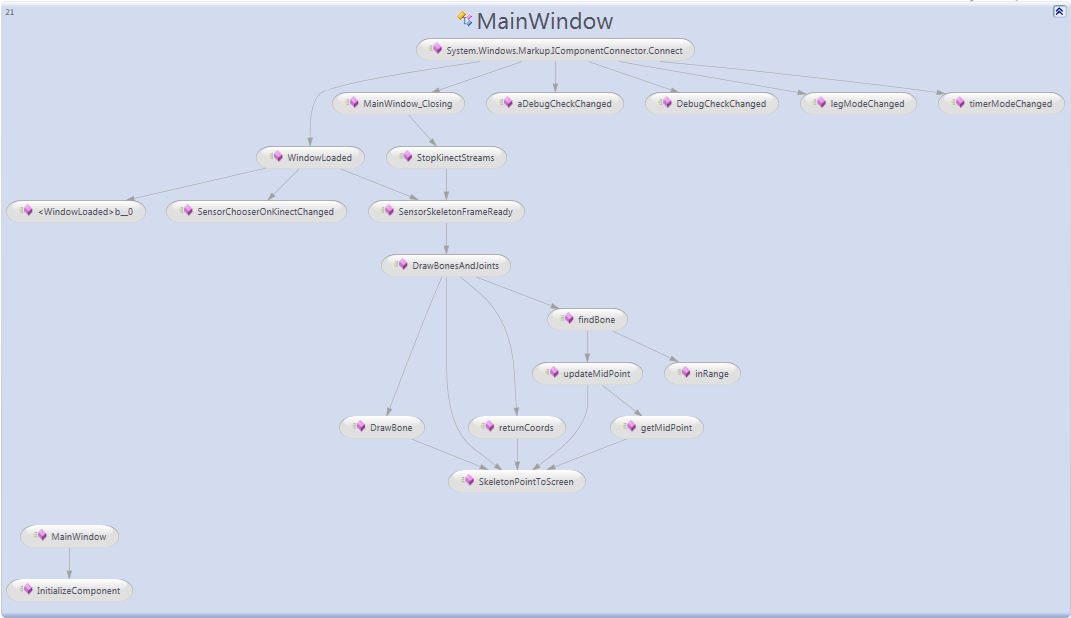 21
MainWindow
System.Windows.Markup.IComponentConnector.Connect
MainWindow_Closing
aDebugCheckChanged
DebugCheckChanged
legModeChanged
timerModeChanged
WindowLoaded
StopKinectStreams
<WindowLoaded>b__0
SensorChooserOnKinectChanged
SensorSkeletonFrameReady
DrawBonesAndJoints
findBone
updateMidPoint
inRange
DrawBone
returnCoords
getMidPoint
SkeletonPointToScreen
MainWindow
InitializeComponent